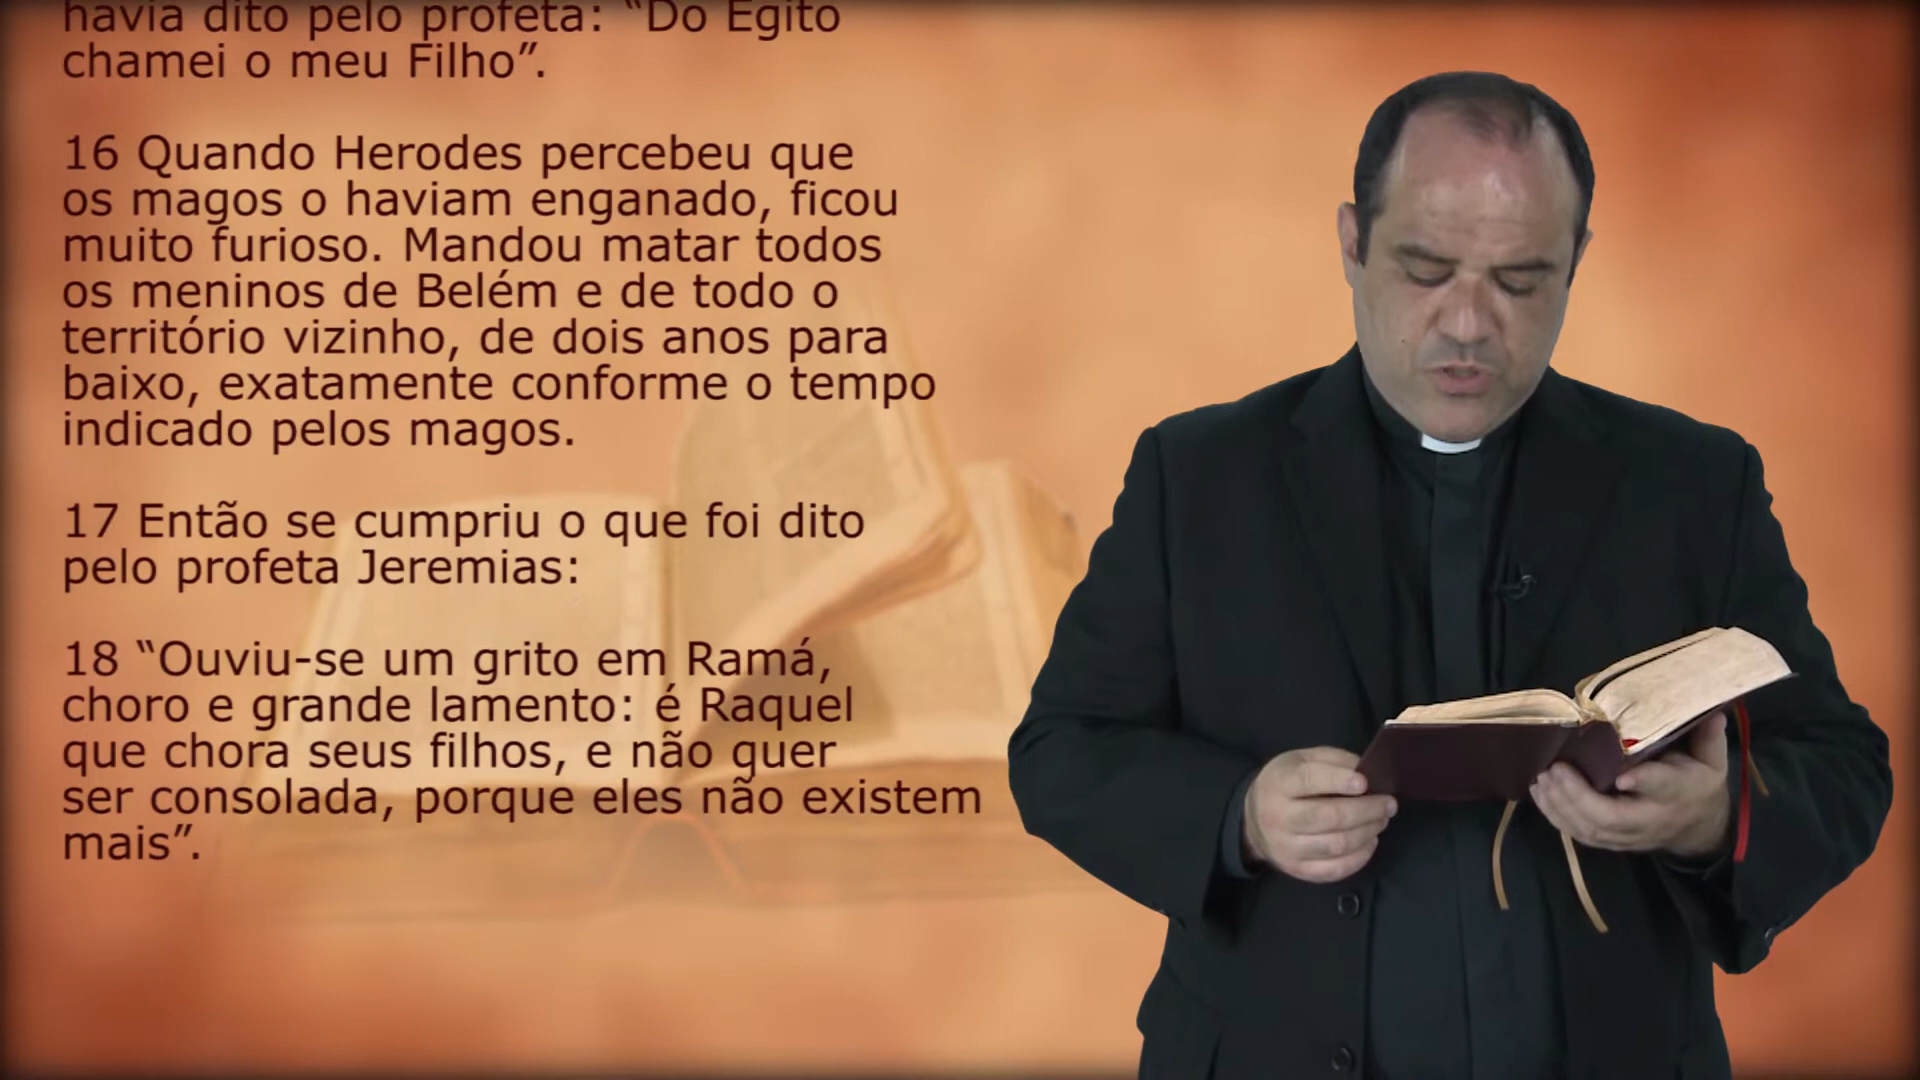 havia dito pelo profeta: “Do Egito
chamei o meu Filho”.
16 Quando Herodes percebeu que
os magos o haviam enganado, ficou
muito furioso. Mandou matar todos
os meninos de Belém e de todo o
território vizinho, de dois anos para
baixo, exatamente conforme o tempo
indicado pelos magos.
17 Então se cumpriu o que foi dito
pelo profeta Jeremias:
18 “Ouviu-se um grito em Ramá,
choro e grande lamento: é Raquel
que chora seus filhos, e não quer
ser consolada, porque eles não existem
mais”.